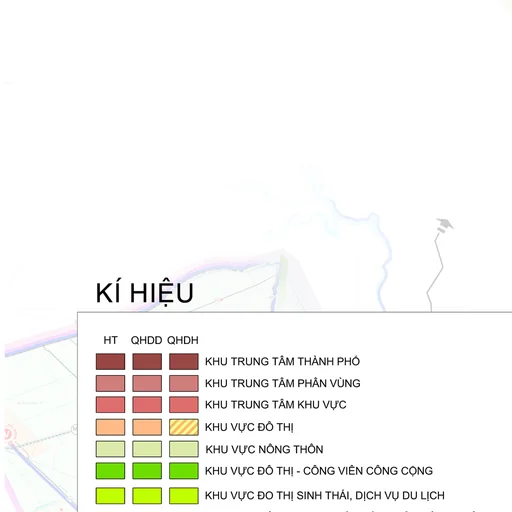 KÍ HIỆU
HT QHDD QHDH
KHU TRUNG TÂM THÀNH PHỐ
KHU TRUNG TÂM PHÂN VÙNG
KHU TRUNG TÂM KHU VỰC
KHU VỰC ĐÔ THỊ
KHU VỰC NÔNG THÔN
KHU VỰC ĐÔ THỊ - CÔNG VIÊN CÔNG CỘNG
KHU VỰC ĐO THỊ SINH THÁI, DỊCH VỤ DU LỊCH